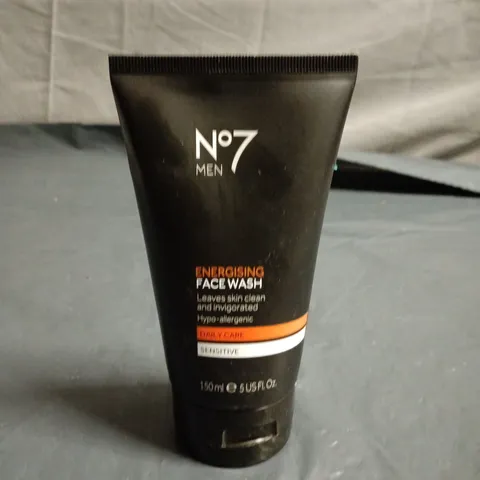 No7
MEN
ENERGISING
FACE WASH
Leaves skin clean
and invigorated
Hypo-allergenic
DAILY CARE
SENSITIVE
150ml ℮ 5 US Fl. Oz.